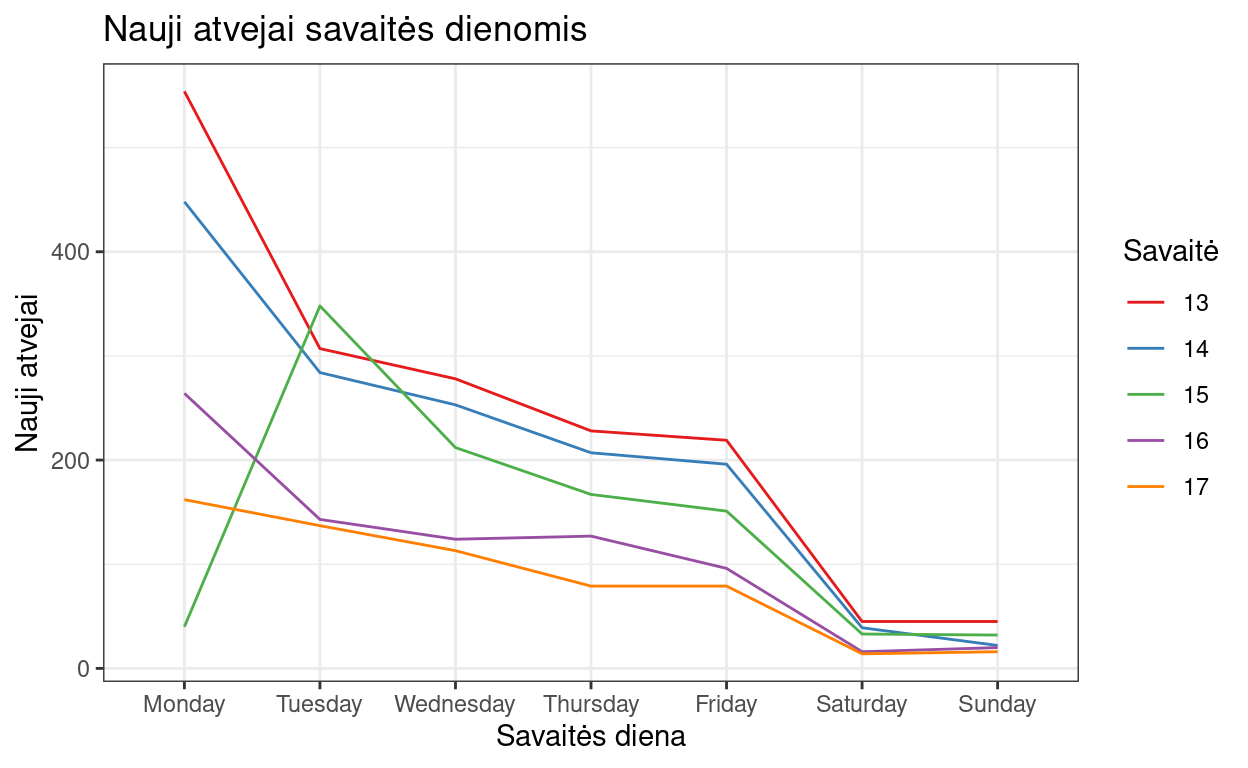 Nauji atvejai savaitės dienomis
Nauji atvejai
400
200
0
Monday Tuesday Wednesday Thursday Friday Saturday Sunday
Savaitės diena
Savaitė
13
14
15
16
17